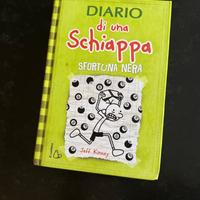 DIARIO
di una
Schiappa
SFORTUNA NERA
Jeff Kinney